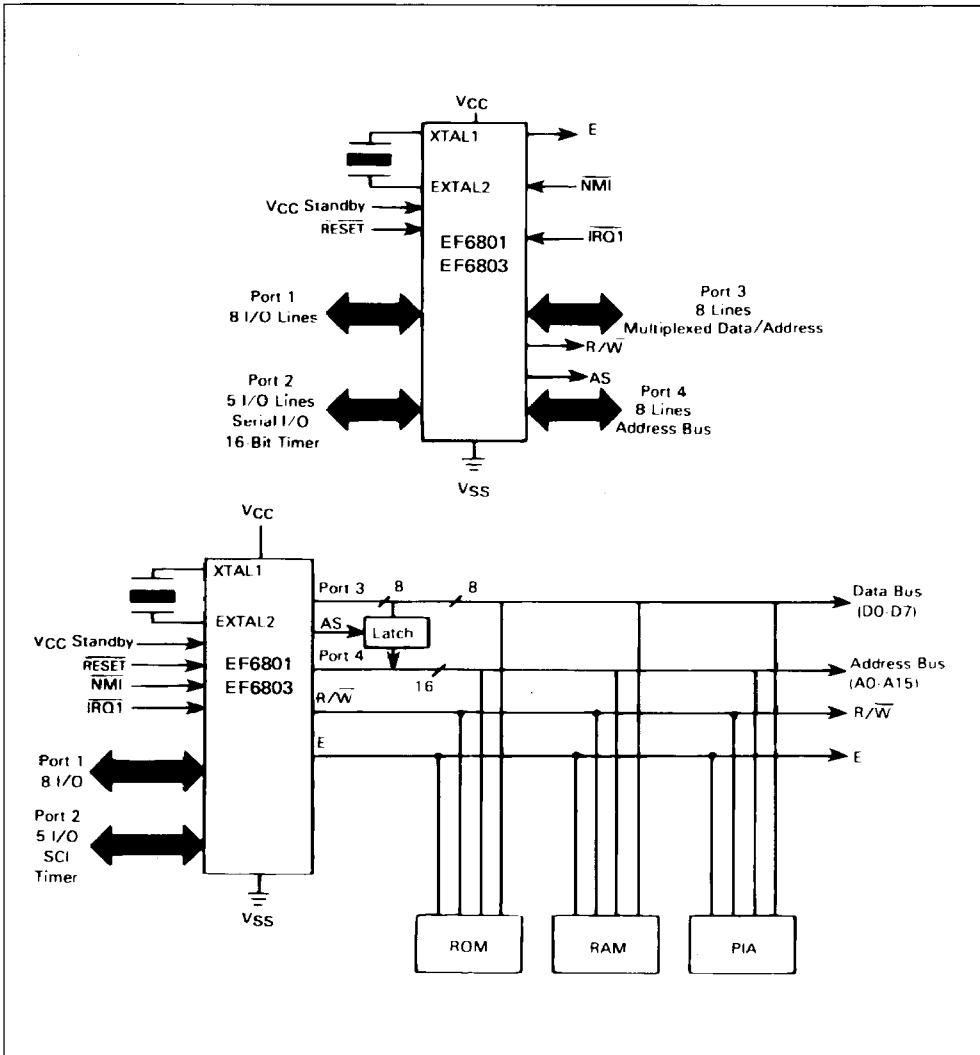 VCC
XTAL1
E
EXTAL2
NMI
VCC Standby
RESET
IRQ1
EF6801
EF6803
Port 1
8 I/O Lines
Port 3
8 Lines
Multiplexed Data/Address
R/W
AS
Port 2
5 I/O Lines
Serial I/O
16-Bit Timer
Port 4
8 Lines
Address Bus
VSS
VCC
XTAL1
Port 3
8
8
Data Bus
(D0-D7)
EXTAL2
AS
Latch
VCC Standby
RESET
NMI
IRQ1
EF6801
EF6803
Port 4
16
Address Bus
(A0-A15)
R/W
R/W
E
E
Port 1
8 I/O
Port 2
5 I/O
SCI
Timer
VSS
ROM
RAM
PIA